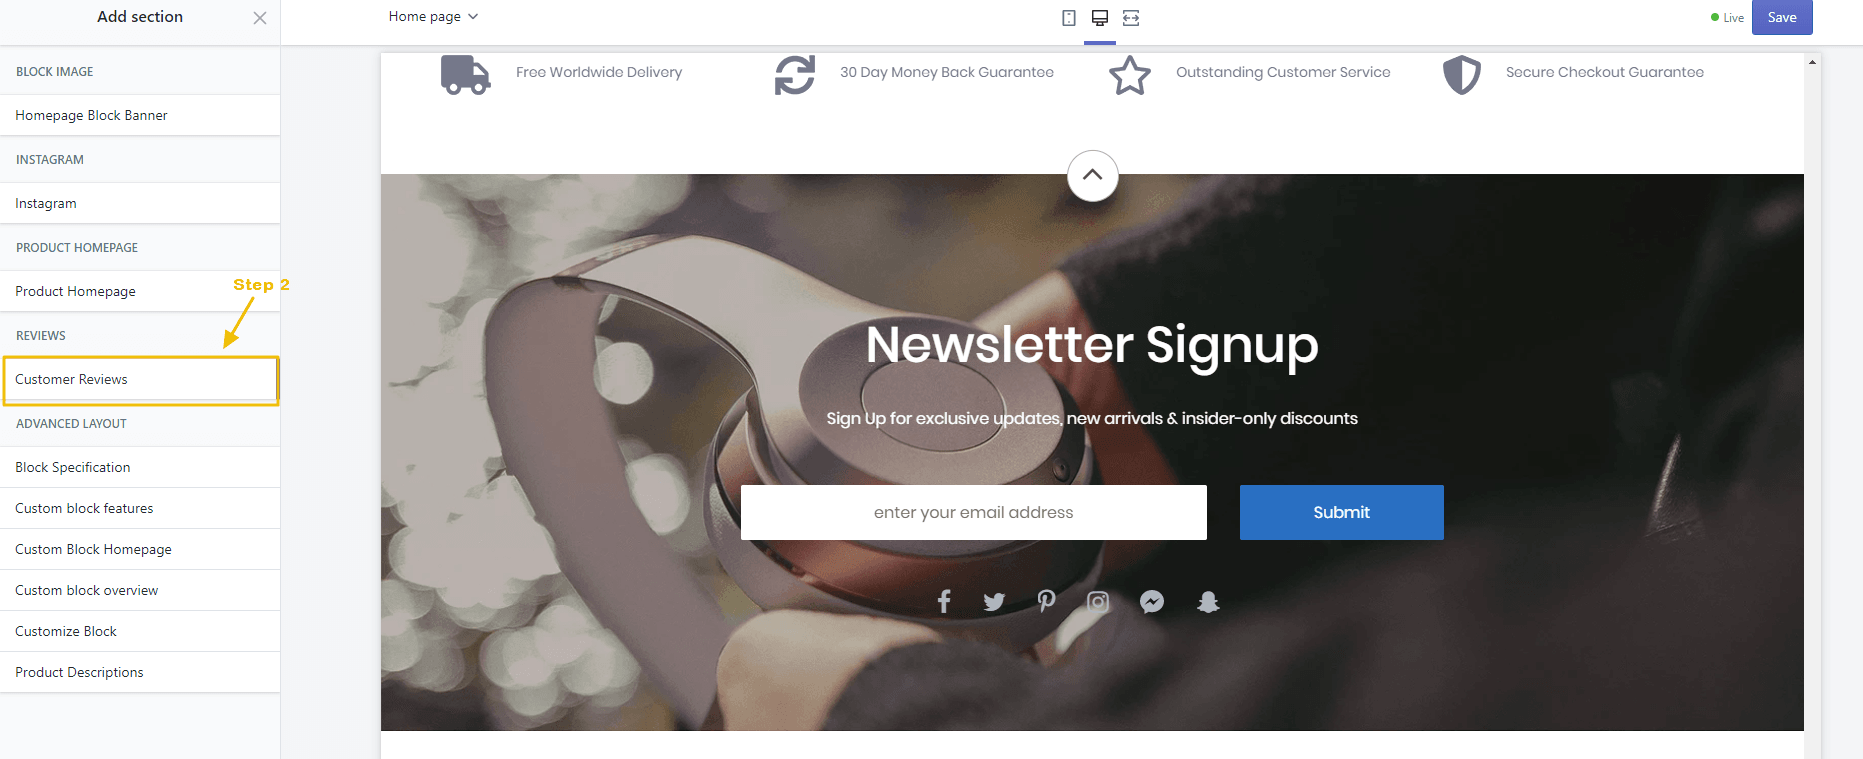 Add section
Home page
Live
Save
BLOCK IMAGE
Homepage Block Banner
INSTAGRAM
Instagram
PRODUCT HOMEPAGE
Product Homepage
Step 2
REVIEWS
Customer Reviews
ADVANCED LAYOUT
Block Specification
Custom block features
Custom Block Homepage
Custom block overview
Customize Block
Product Descriptions
Free Worldwide Delivery
30 Day Money Back Guarantee
Outstanding Customer Service
Secure Checkout Guarantee
Newsletter Signup
Sign Up for exclusive updates, new arrivals & insider-only discounts
enter your email address
Submit